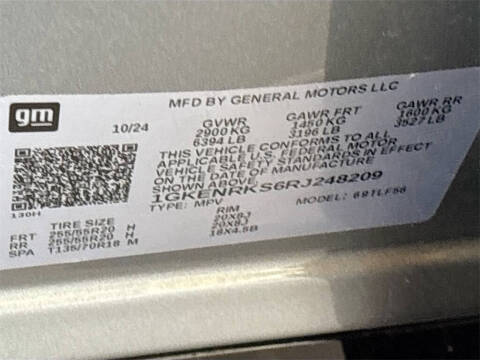 gm
MFD BY GENERAL MOTORS LLC
10/24
GVWR GAWR FRT GAWR RR
2900 KG 1450 KG 1600 KG
6394 LB 3196 LB 3527 LB
THIS VEHICLE CONFORMS TO ALL
APPLICABLE U.S. FEDERAL MOTOR
VEHICLE SAFETY STANDARDS IN EFFECT
ON THE DATE OF MANUFACTURE
SHOWN ABOVE.
1GKENRKS6RJ248209
TYPE: MPV MODEL: 69TLF56
130H
TIRE SIZE RIM
FRT 255/55R20 H 20X8J
RR 255/55R20 H 20X8J
SPA T135/70R18 M 18X4.5B